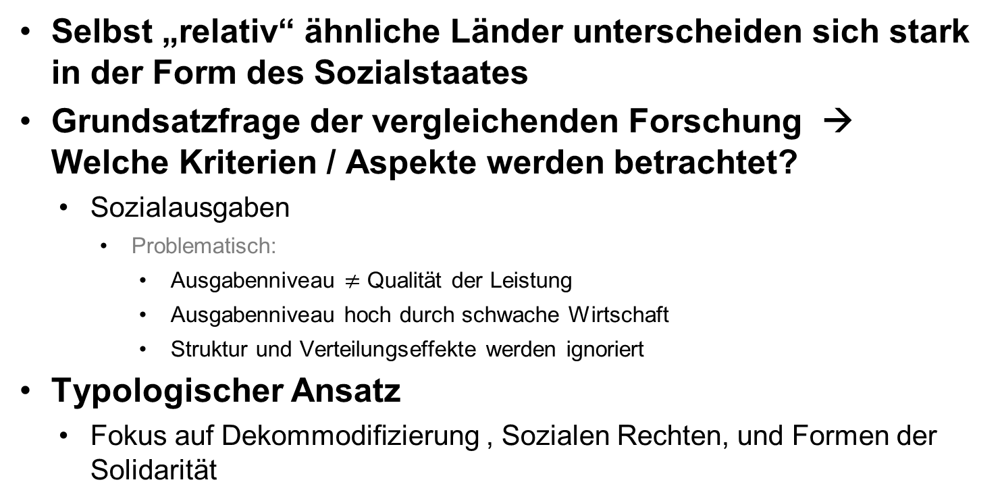 • Selbst „relativ“ ähnliche Länder unterscheiden sich stark
in der Form des Sozialstaates
• Grundsatzfrage der vergleichenden Forschung →
Welche Kriterien / Aspekte werden betrachtet?
• Sozialausgaben
• Problematisch:
• Ausgabenniveau ≠ Qualität der Leistung
• Ausgabenniveau hoch durch schwache Wirtschaft
• Struktur und Verteilungseffekte werden ignoriert
• Typologischer Ansatz
• Fokus auf Dekommodifizierung , Sozialen Rechten, und Formen der
Solidarität